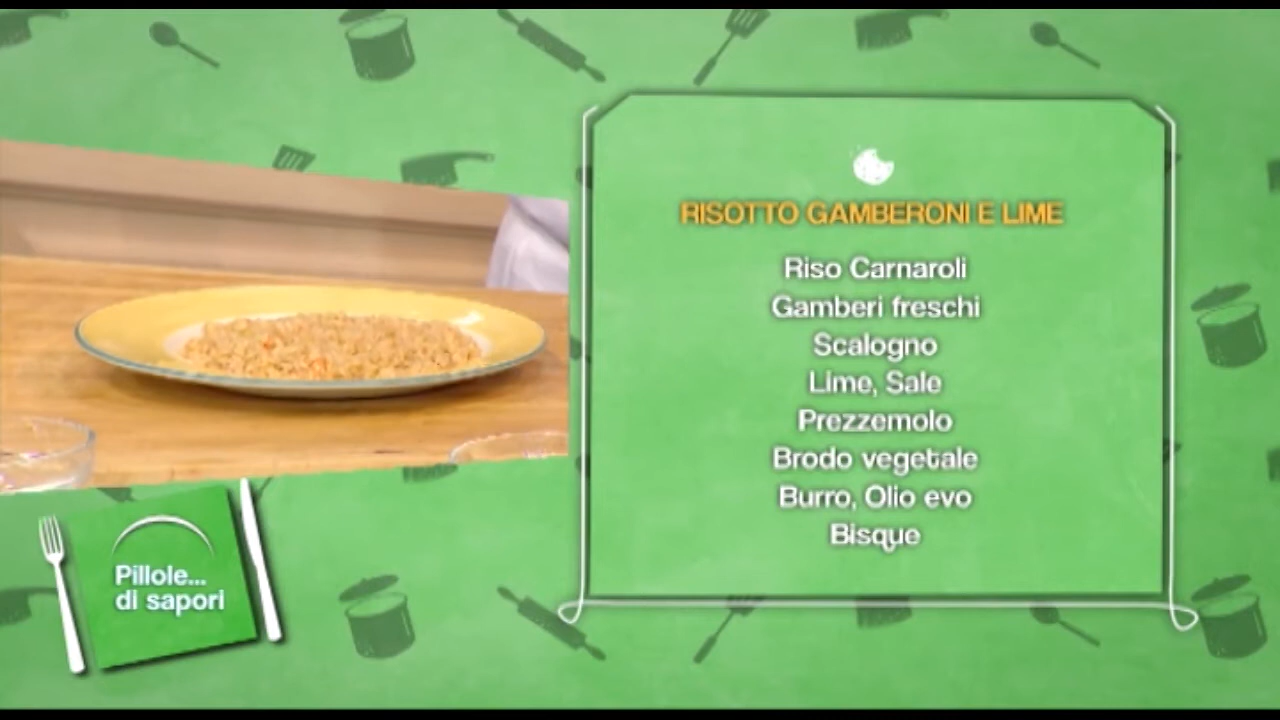 RISOTTO GAMBERONI E LIME
Riso Carnaroli
Gamberi freschi
Scalogno
Lime, Sale
Prezzemolo
Brodo vegetale
Burro, Olio evo
Bisque
Pillole...
di sapori